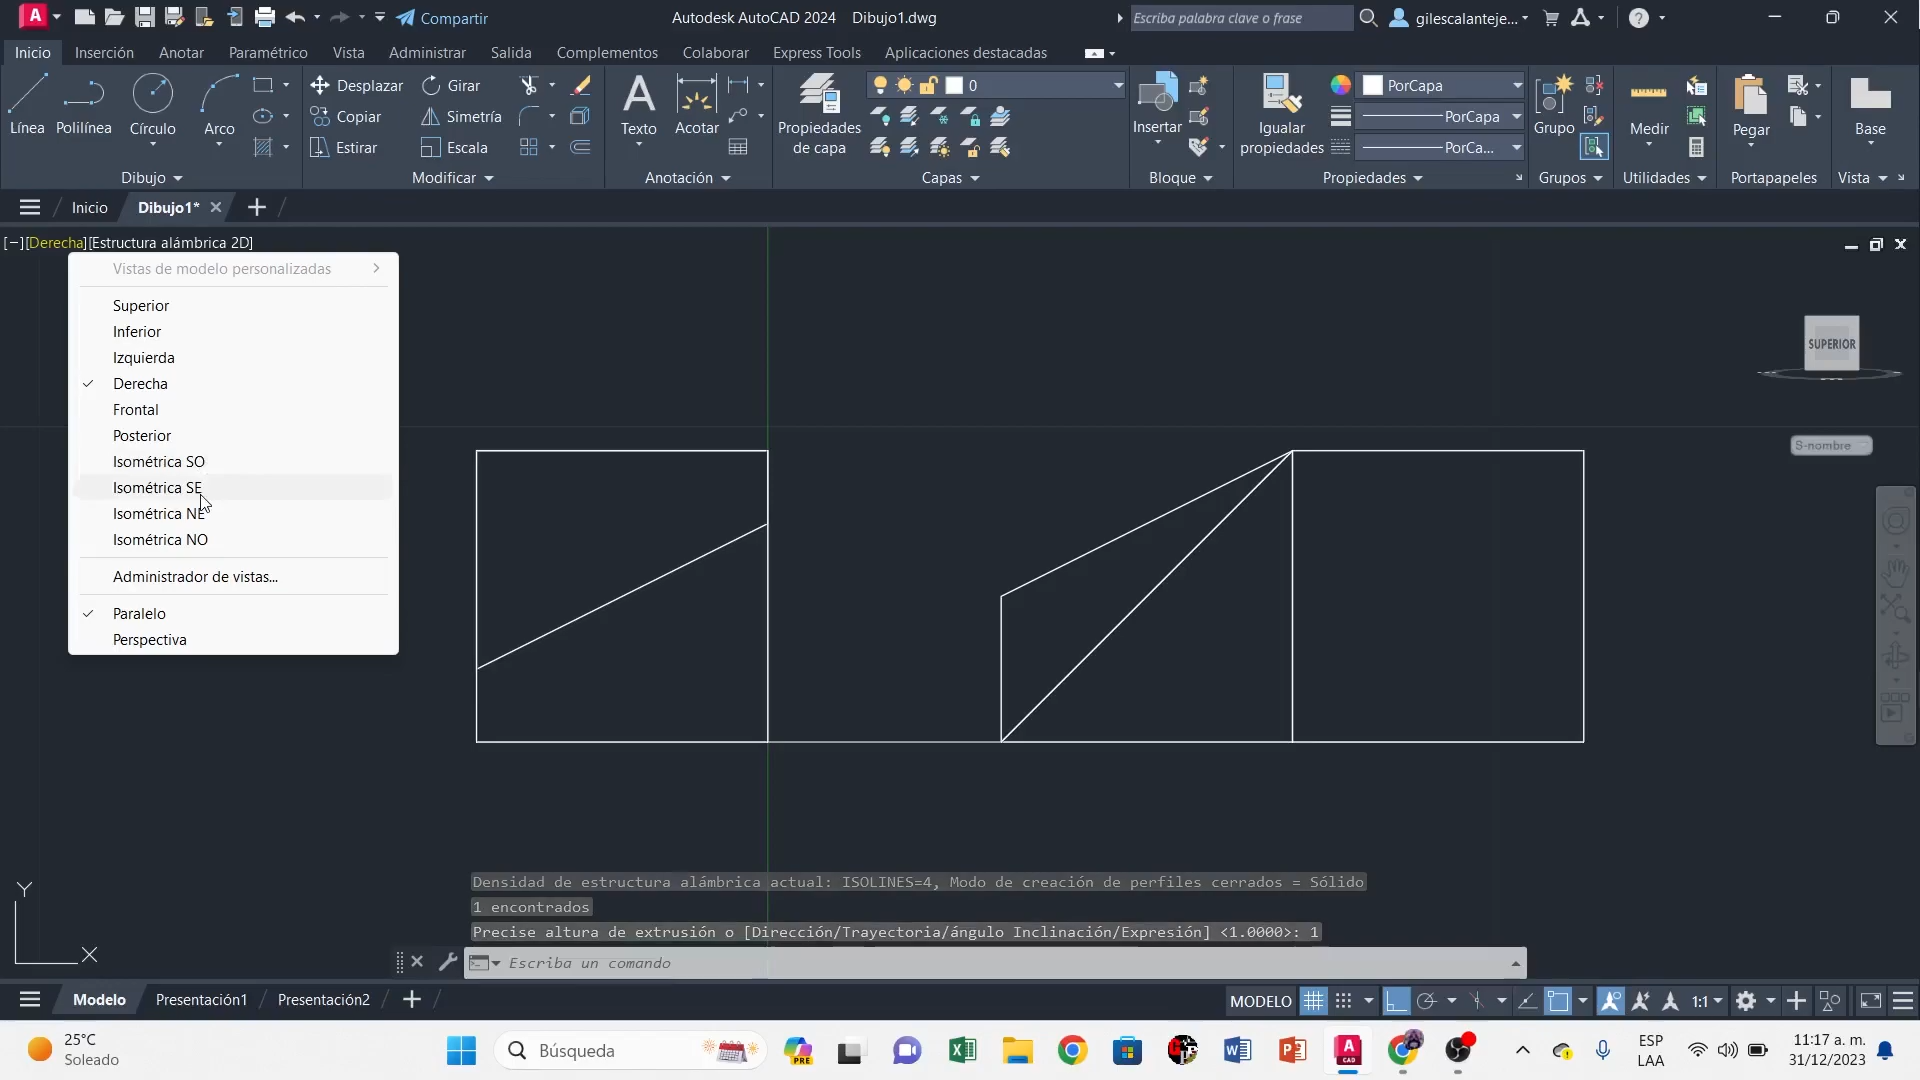 Compartir
Autodesk AutoCAD 2024 Dibujo1.dwg
Escriba palabra clave o frase
gilescalanteje...
Inicio Inserción Anotar Paramétrico Vista Administrar Salida Complementos Colaborar Express Tools Aplicaciones destacadas
Línea Polilínea Círculo Arco
Desplazar Girar
Copiar Simetría
Estirar Escala
Texto Acotar
Propiedades de capa
0
Insertar
Igualar propiedades
PorCapa
PorCapa
PorCa...
Grupo Medir Pegar Base
Dibujo Modificar Anotación Capas Bloque Propiedades Grupos Utilidades Portapapeles Vista
Inicio Dibujo1*
[−][Derecha][Estructura alámbrica 2D]
Vistas de modelo personalizadas
Superior
Inferior
Izquierda
Derecha
Frontal
Posterior
Isométrica SO
Isométrica SE
Isométrica NE
Isométrica NO
Administrador de vistas...
Paralelo
Perspectiva
SUPERIOR
S-nombre
Y
X
Densidad de estructura alámbrica actual: ISOLINES=4, Modo de creación de perfiles cerrados = Sólido
1 encontrados
Precise altura de extrusión o [Dirección/Trayectoria/ángulo Inclinación/Expresión] <1.0000>: 1
Escriba un comando
Modelo Presentación1 Presentación2
MODELO
1:1
25°C
Soleado
Búsqueda
PRE
ESP
LAA
11:17 a. m.
31/12/2023